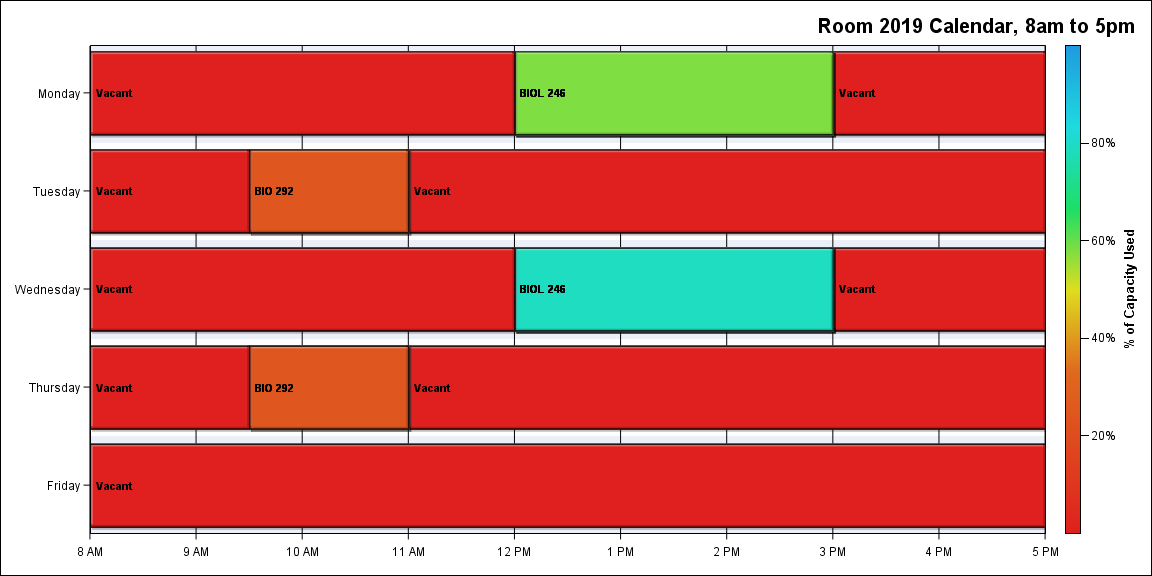 Room 2019 Calendar, 8am to 5pm
Monday
Vacant
BIOL 246
Vacant
Tuesday
Vacant
BIO 292
Vacant
Wednesday
Vacant
BIOL 246
Vacant
Thursday
Vacant
BIO 292
Vacant
Friday
Vacant
8 AM
9 AM
10 AM
11 AM
12 PM
1 PM
2 PM
3 PM
4 PM
5 PM
80%
60%
40%
20%
% of Capacity Used